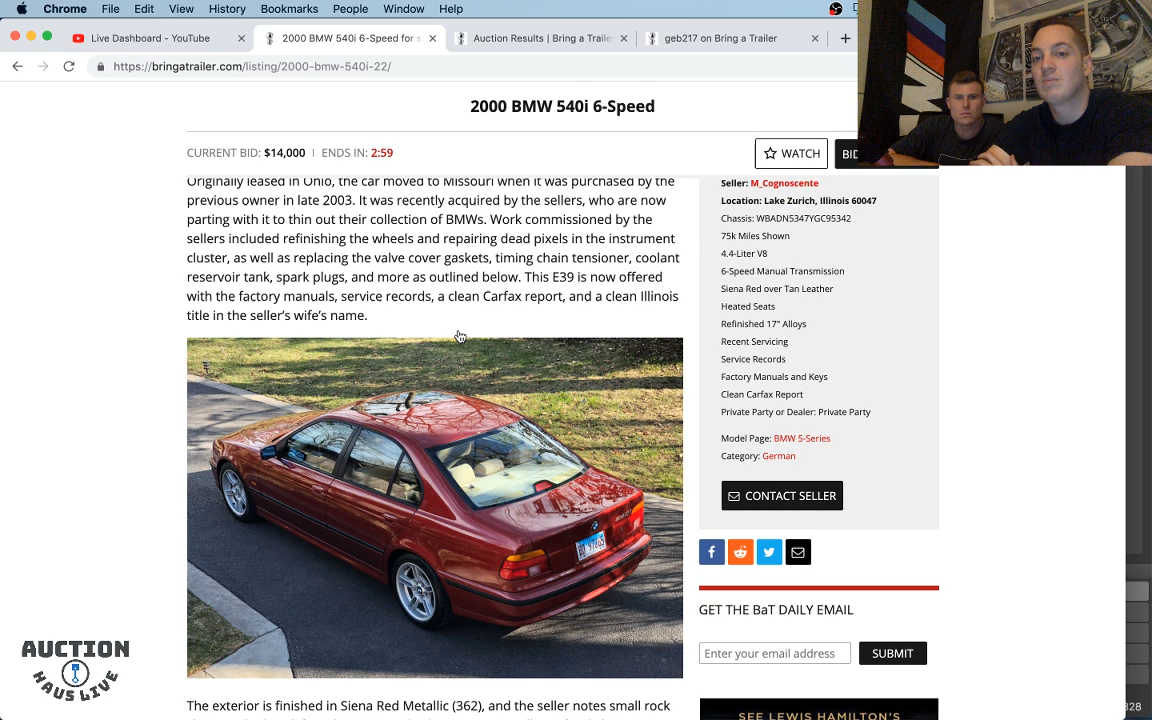 Chrome File Edit View History Bookmarks People Window Help
Live Dashboard - YouTube
2000 BMW 540i 6-Speed for s
Auction Results | Bring a Traile
geb217 on Bring a Trailer
https://bringatrailer.com/listing/2000-bmw-540i-22/
2000 BMW 540i 6-Speed
CURRENT BID: $14,000 | ENDS IN: 2:59
WATCH
BID
Originally leased in Ohio, the car moved to Missouri when it was purchased by the
previous owner in late 2003. It was recently acquired by the sellers, who are now
parting with it to thin out their collection of BMWs. Work commissioned by the
sellers included refinishing the wheels and repairing dead pixels in the instrument
cluster, as well as replacing the valve cover gaskets, timing chain tensioner, coolant
reservoir tank, spark plugs, and more as outlined below. This E39 is now offered
with the factory manuals, service records, a clean Carfax report, and a clean Illinois
title in the seller's wife's name.
Seller: M_Cognoscente
Location: Lake Zurich, Illinois 60047
Chassis: WBADN5347YGC95342
75k Miles Shown
4.4-Liter V8
6-Speed Manual Transmission
Siena Red over Tan Leather
Heated Seats
Refinished 17" Alloys
Recent Servicing
Service Records
Factory Manuals and Keys
Clean Carfax Report
Private Party or Dealer: Private Party
Model Page: BMW 5-Series
Category: German
CONTACT SELLER
GET THE BaT DAILY EMAIL
Enter your email address
SUBMIT
SEE LEWIS HAMILTON'S
The exterior is finished in Siena Red Metallic (362), and the seller notes small rock
AUCTION
HAUS LIVE
328